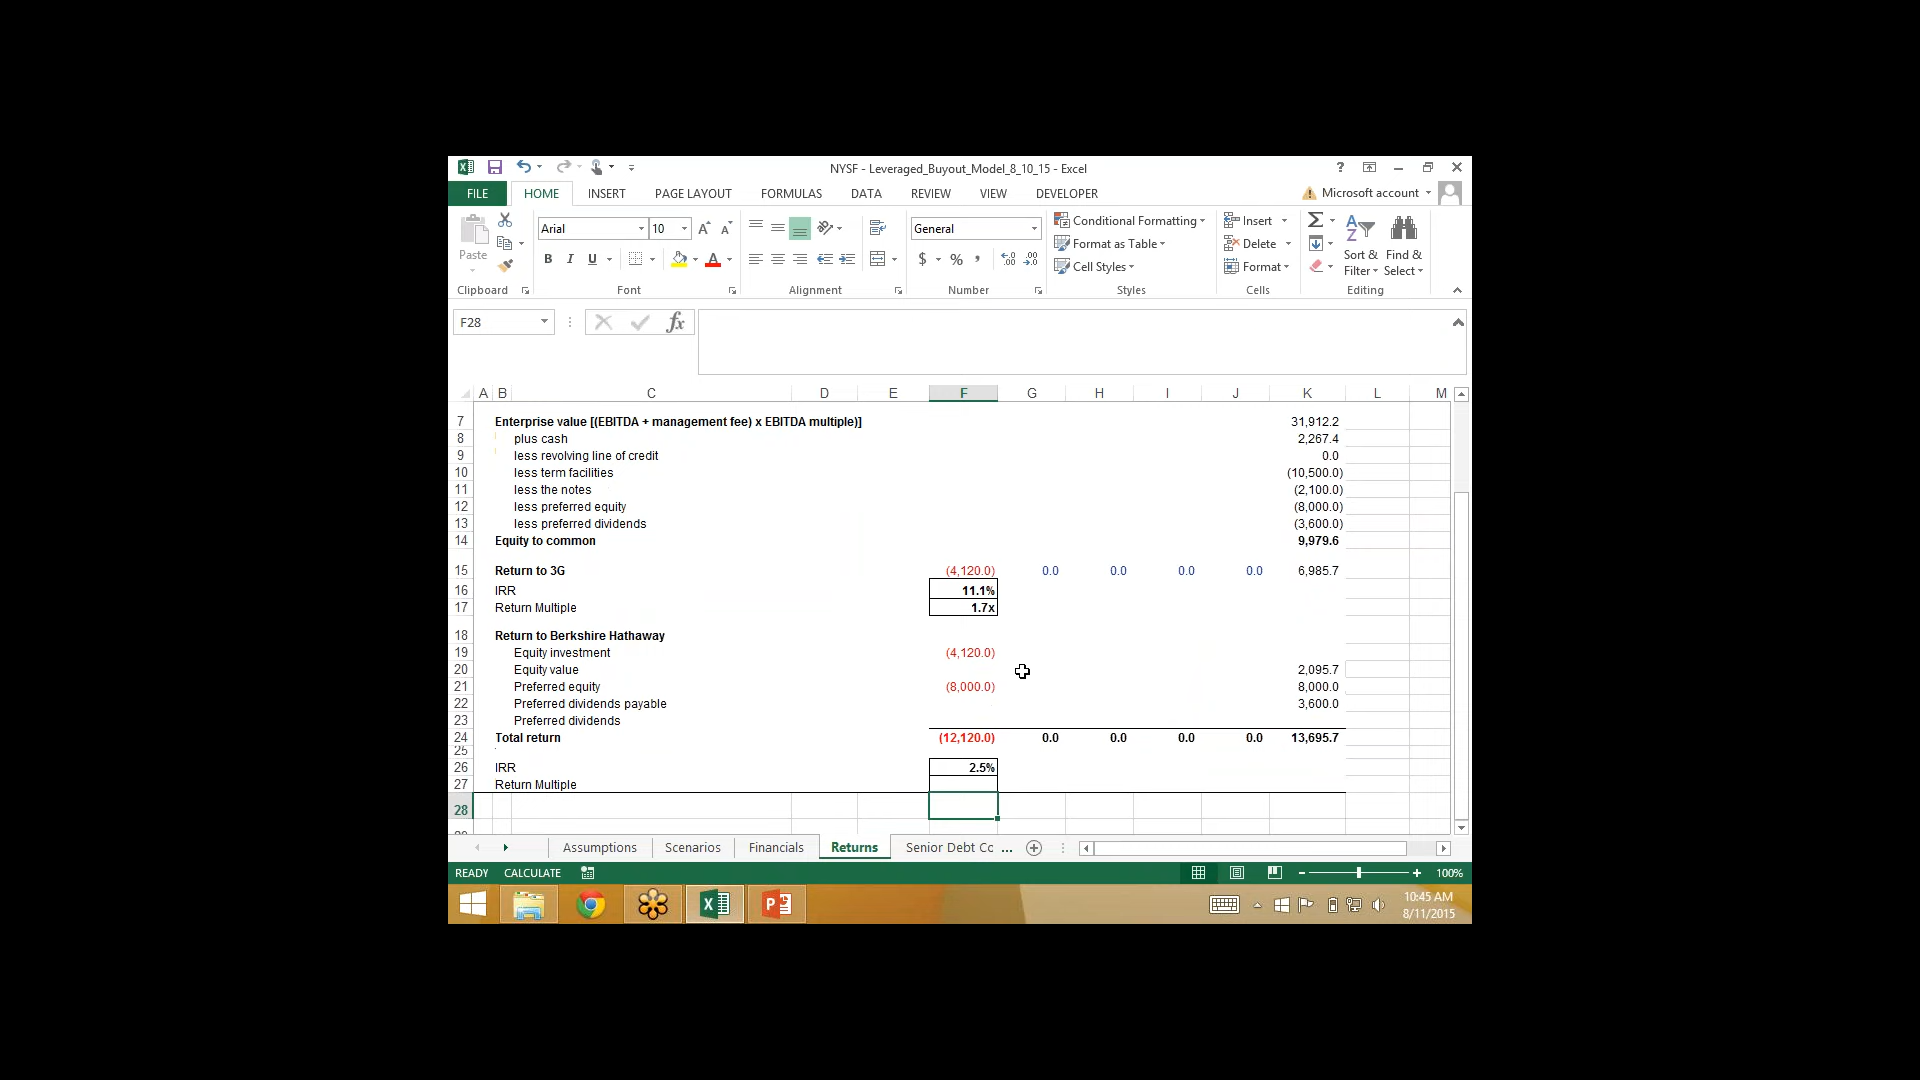 NYSF - Leveraged_Buyout_Model_8_10_15 - Excel
FILE HOME INSERT PAGE LAYOUT FORMULAS DATA REVIEW VIEW DEVELOPER Microsoft account
Paste
Arial 10
B I U
General
$ %
Conditional Formatting
Format as Table
Cell Styles
Insert
Delete
Format
Sort & Filter
Find & Select
Clipboard Font Alignment Number Styles Cells Editing
F28 fx
A B C D E F G H I J K L M
7 Enterprise value [(EBITDA + management fee) x EBITDA multiple)] 31,912.2
8 plus cash 2,267.4
9 less revolving line of credit 0.0
10 less term facilities (10,500.0)
11 less the notes (2,100.0)
12 less preferred equity (8,000.0)
13 less preferred dividends (3,600.0)
14 Equity to common 9,979.6
15 Return to 3G (4,120.0) 0.0 0.0 0.0 0.0 6,985.7
16 IRR 11.1%
17 Return Multiple 1.7x
18 Return to Berkshire Hathaway
19 Equity investment (4,120.0)
20 Equity value 2,095.7
21 Preferred equity (8,000.0) 8,000.0
22 Preferred dividends payable 3,600.0
23 Preferred dividends
24 Total return (12,120.0) 0.0 0.0 0.0 0.0 13,695.7
25
26 IRR 2.5%
27 Return Multiple
28
Assumptions Scenarios Financials Returns Senior Debt Co ...
READY CALCULATE 100%
10:45 AM
8/11/2015